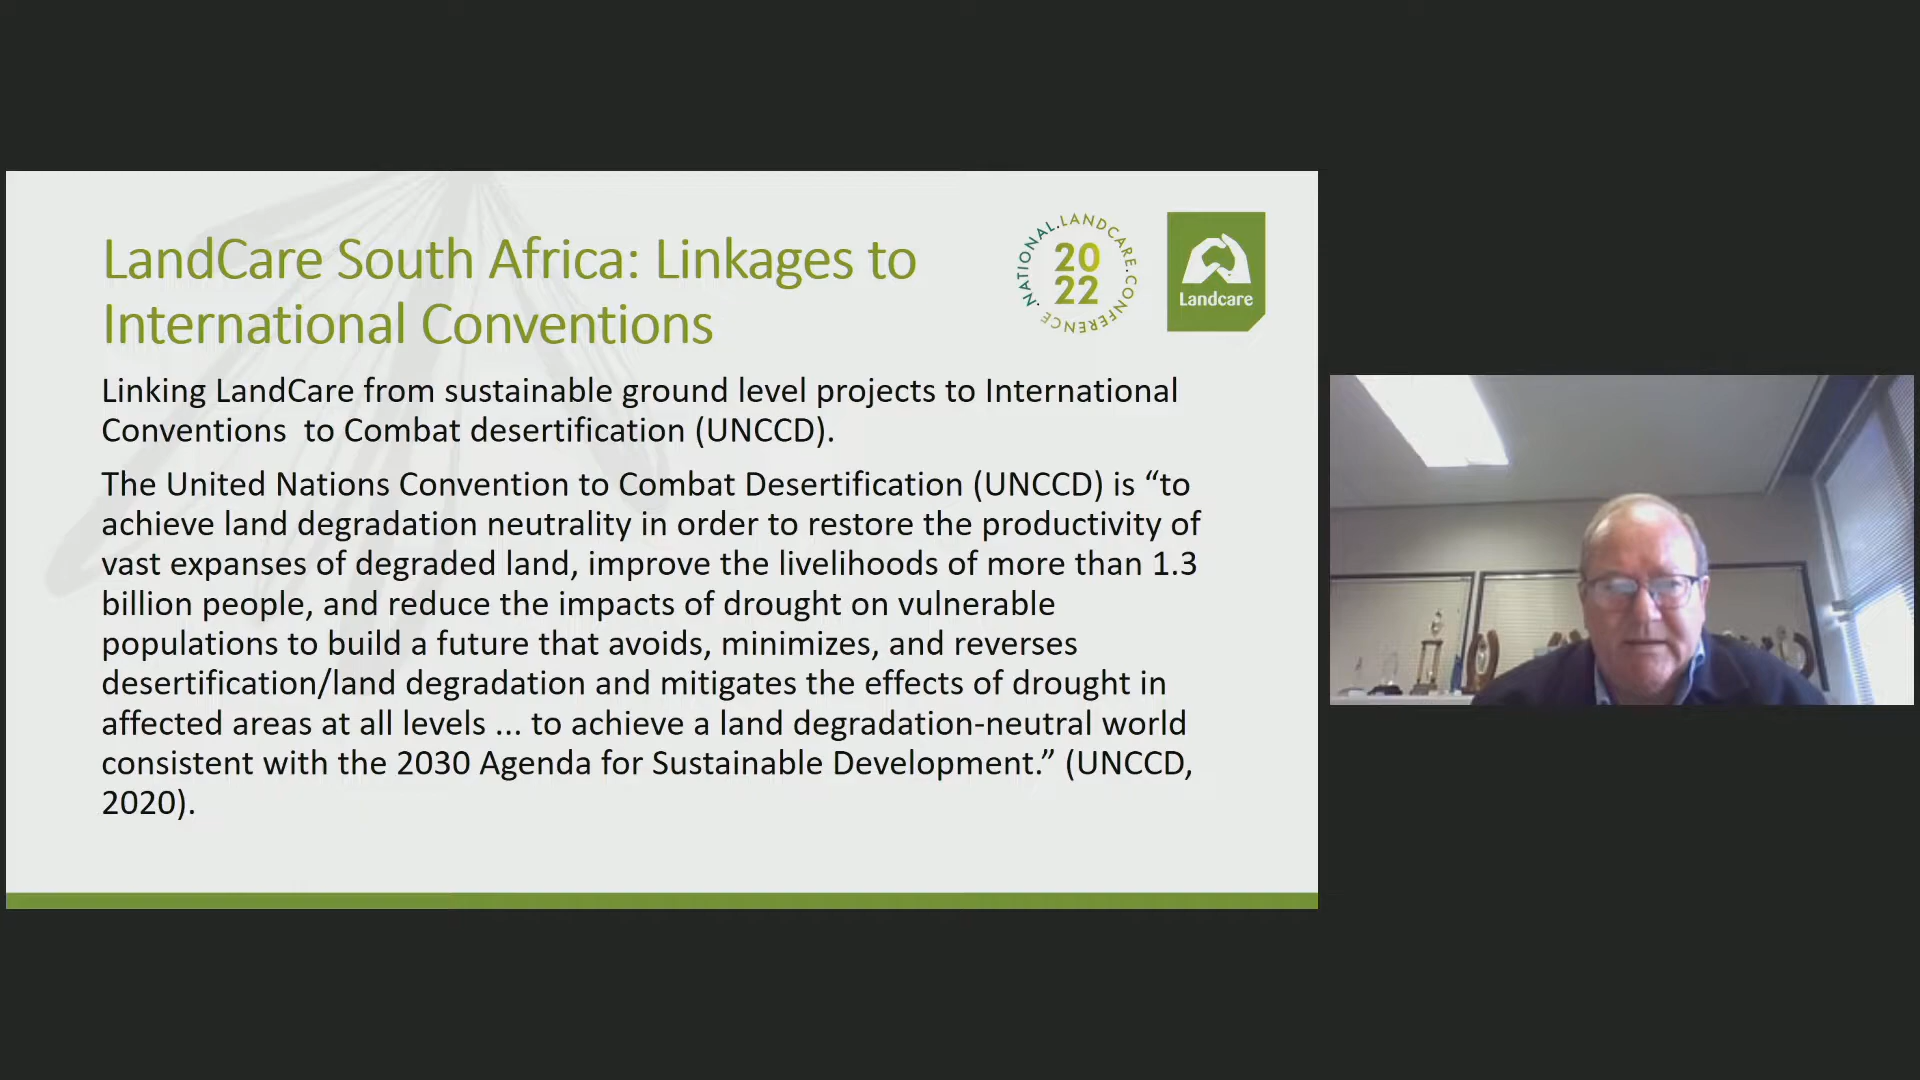 LandCare South Africa: Linkages to
International Conventions
.NATIONAL.LANDCARE.CONFERENCE
20
22
Landcare
Linking LandCare from sustainable ground level projects to International
Conventions  to Combat desertification (UNCCD).
The United Nations Convention to Combat Desertification (UNCCD) is “to
achieve land degradation neutrality in order to restore the productivity of
vast expanses of degraded land, improve the livelihoods of more than 1.3
billion people, and reduce the impacts of drought on vulnerable
populations to build a future that avoids, minimizes, and reverses
desertification/land degradation and mitigates the effects of drought in
affected areas at all levels ... to achieve a land degradation-neutral world
consistent with the 2030 Agenda for Sustainable Development.” (UNCCD,
2020).